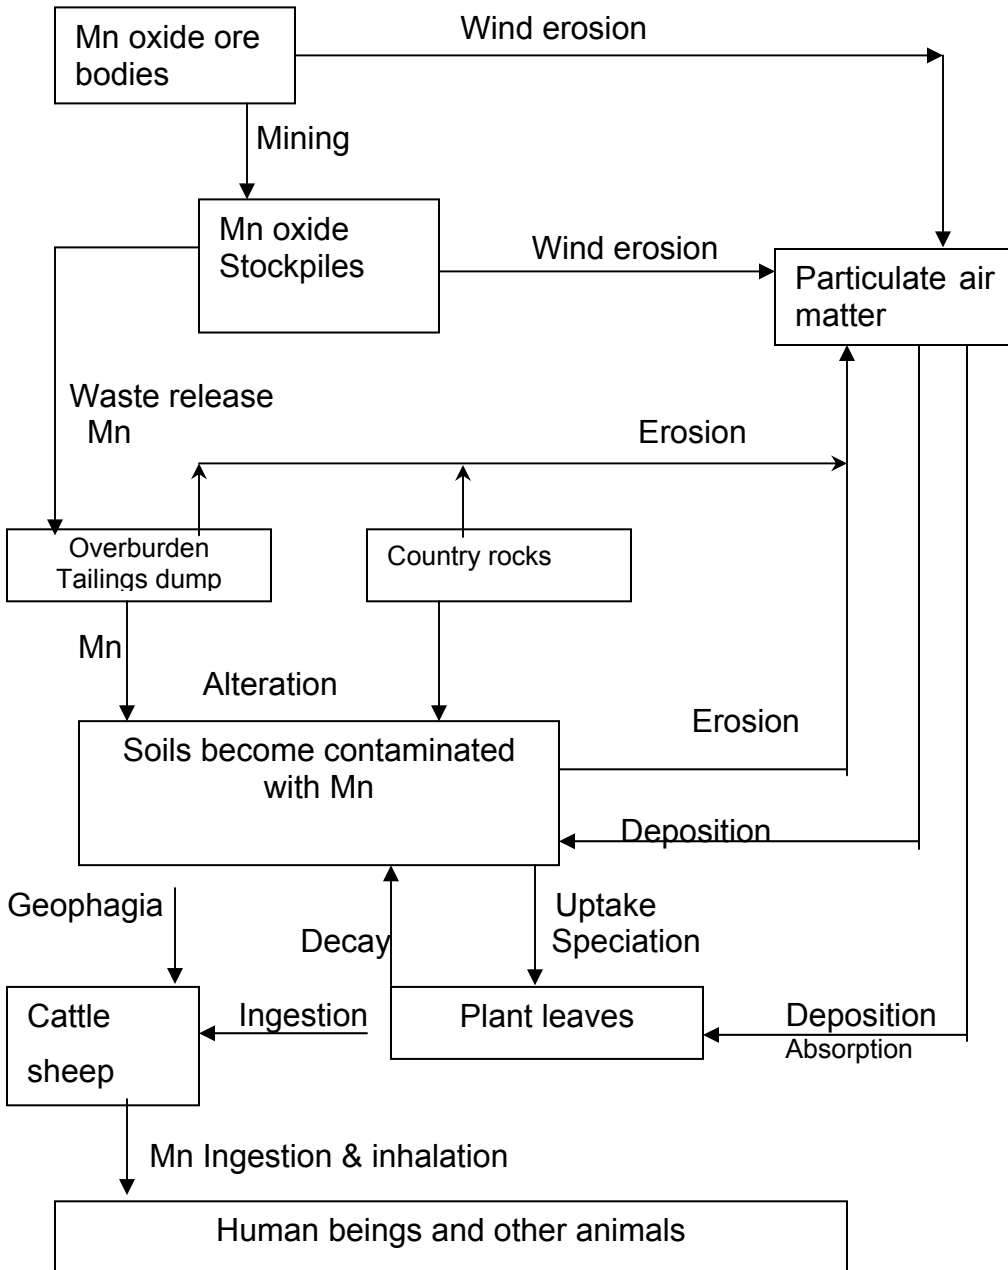 Mn oxide ore
bodies
Wind erosion
Mining
Mn oxide
Stockpiles
Wind erosion
Particulate air
matter
Waste release
Mn
Erosion
Overburden
Tailings dump
Country rocks
Mn
Alteration
Soils become contaminated
with Mn
Erosion
Deposition
Geophagia
Decay
Uptake
Speciation
Cattle
sheep
Ingestion
Plant leaves
Deposition
Absorption
Mn Ingestion & inhalation
Human beings and other animals